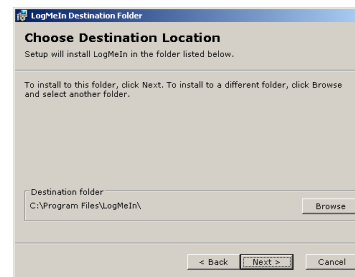 LogMeIn Destination Folder
Choose Destination Location
Setup will install LogMeIn in the folder listed below.
To install to this folder, click Next. To install to a different folder, click Browse
and select another folder.
Destination folder
C:\Program Files\LogMeIn\
Browse
< Back
Next >
Cancel